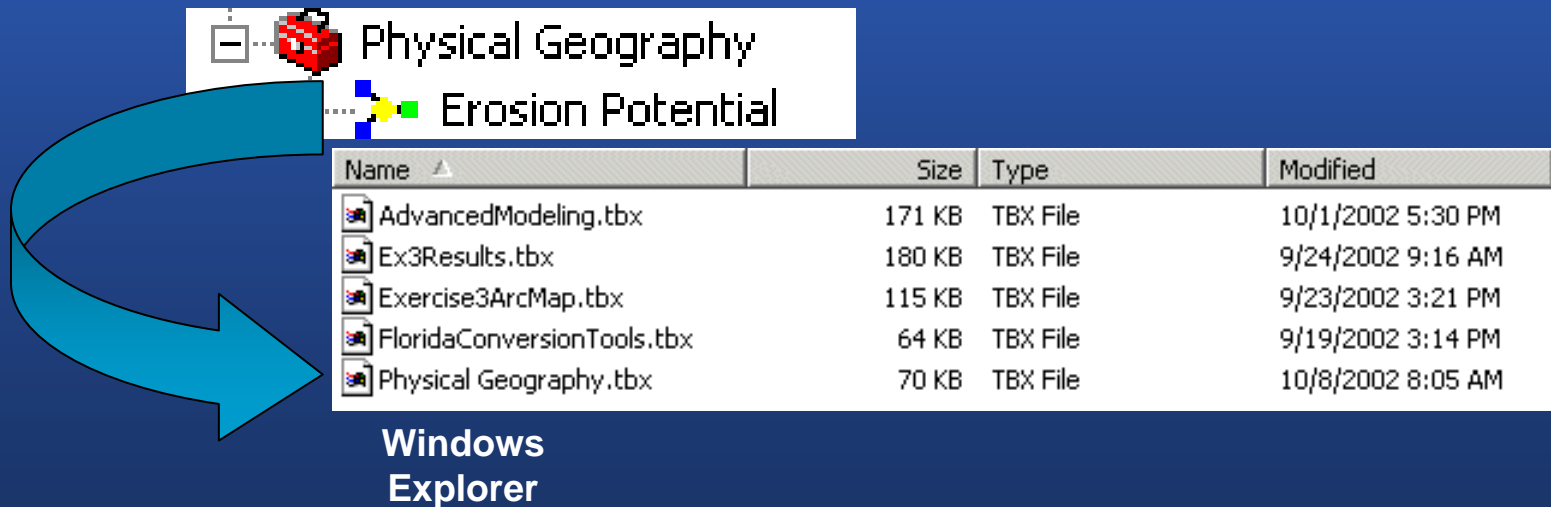 Physical Geography
Erosion Potential
Name Size Type Modified
AdvancedModeling.tbx 171 KB TBX File 10/1/2002 5:30 PM
Ex3Results.tbx 180 KB TBX File 9/24/2002 9:16 AM
Exercise3ArcMap.tbx 115 KB TBX File 9/23/2002 3:21 PM
FloridaConversionTools.tbx 64 KB TBX File 9/19/2002 3:14 PM
Physical Geography.tbx 70 KB TBX File 10/8/2002 8:05 AM
Windows
Explorer